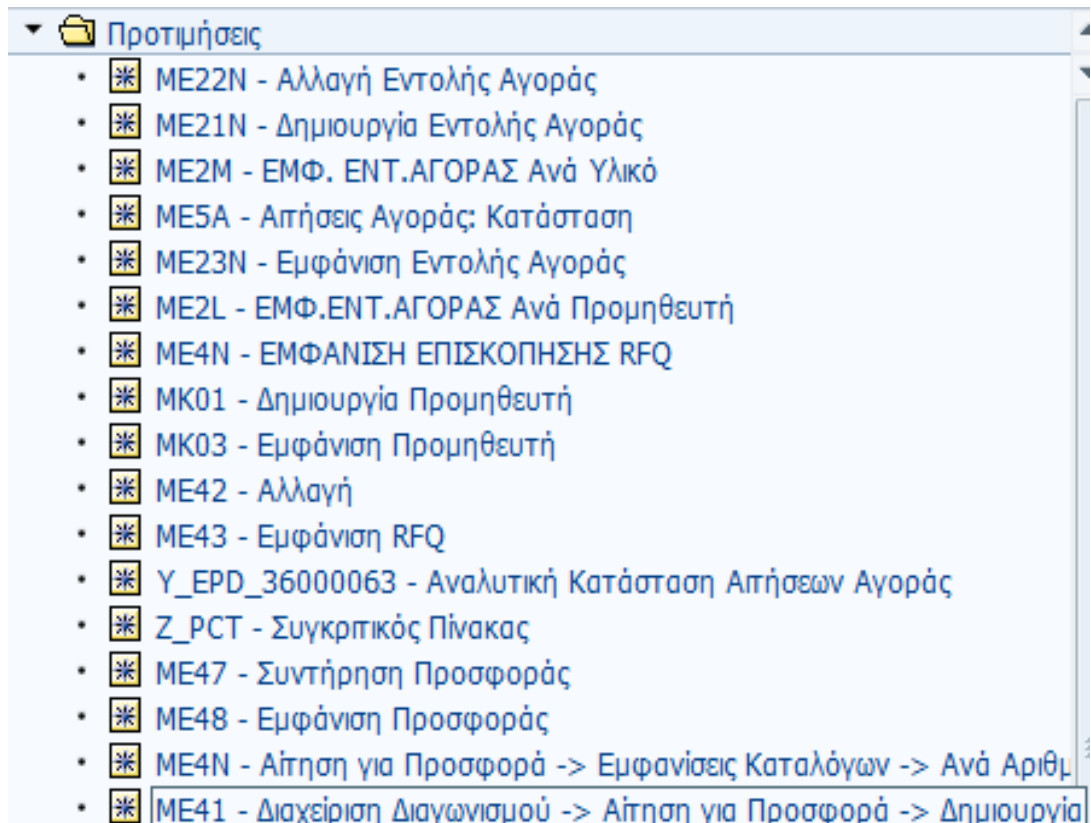 Προτιμήσεις
ME22N - Αλλαγή Εντολής Αγοράς
ME21N - Δημιουργία Εντολής Αγοράς
ME2M - ΕΜΦ. ΕΝΤ.ΑΓΟΡΑΣ Ανά Υλικό
ME5A - Αιτήσεις Αγοράς: Κατάσταση
ME23N - Εμφάνιση Εντολής Αγοράς
ME2L - ΕΜΦ.ΕΝΤ.ΑΓΟΡΑΣ Ανά Προμηθευτή
ME4N - ΕΜΦΑΝΙΣΗ ΕΠΙΣΚΟΠΗΣΗΣ RFQ
MK01 - Δημιουργία Προμηθευτή
MK03 - Εμφάνιση Προμηθευτή
ME42 - Αλλαγή
ME43 - Εμφάνιση RFQ
Y_EPD_36000063 - Αναλυτική Κατάσταση Αιτήσεων Αγοράς
Z_PCT - Συγκριτικός Πίνακας
ME47 - Συντήρηση Προσφοράς
ME48 - Εμφάνιση Προσφοράς
ME4N - Αίτηση για Προσφορά -> Εμφανίσεις Καταλόγων -> Ανά Αριθμ
ME41 - Διαχείριση Διαγωνισμού -> Αίτηση για Προσφορά -> Δημιουργία